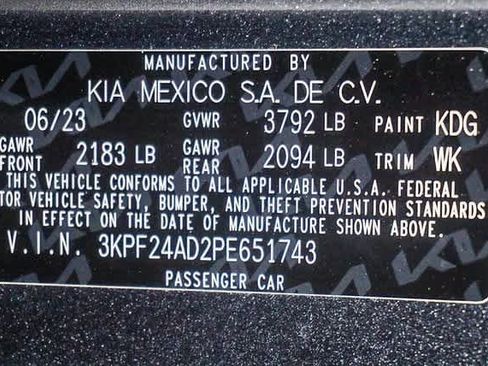 MANUFACTURED BY
KIA MEXICO S.A. DE C.V.
06/23 GVWR 3792 LB PAINT KDG
GAWR FRONT 2183 LB GAWR REAR 2094 LB TRIM WK
THIS VEHICLE CONFORMS TO ALL APPLICABLE U.S.A. FEDERAL
TOR VEHICLE SAFETY, BUMPER, AND THEFT PREVENTION STANDARDS
IN EFFECT ON THE DATE OF MANUFACTURE SHOWN ABOVE.
V.I.N. 3KPF24AD2PE651743
PASSENGER CAR